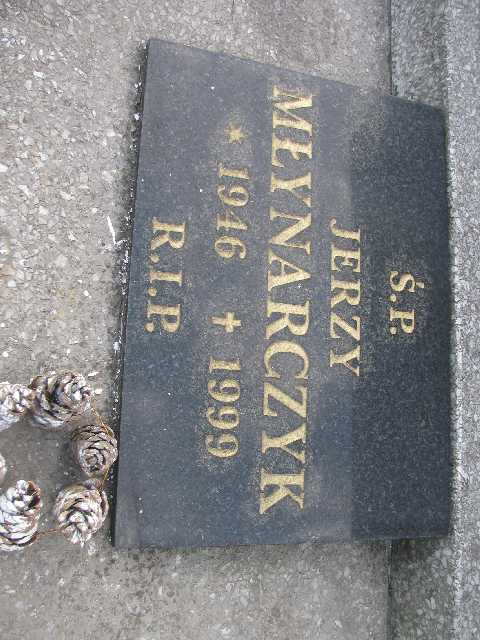 Ś.P.
JERZY
MŁYNARCZYK
* 1946 + 1999
R.I.P.